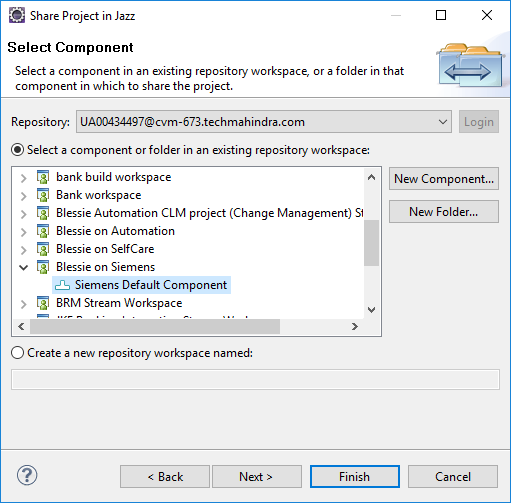 Share Project in Jazz
Select Component
Select a component in an existing repository workspace, or a folder in that
component in which to share the project.
Repository: UA00434497@cvm-673.techmahindra.com Login
Select a component or folder in an existing repository workspace:
bank build workspace
New Component...
Bank workspace
Blessie Automation CLM project (Change Management) St
New Folder...
Blessie on Automation
Blessie on SelfCare
Blessie on Siemens
Siemens Default Component
BRM Stream Workspace
Create a new repository workspace named:
?
< Back Next > Finish Cancel